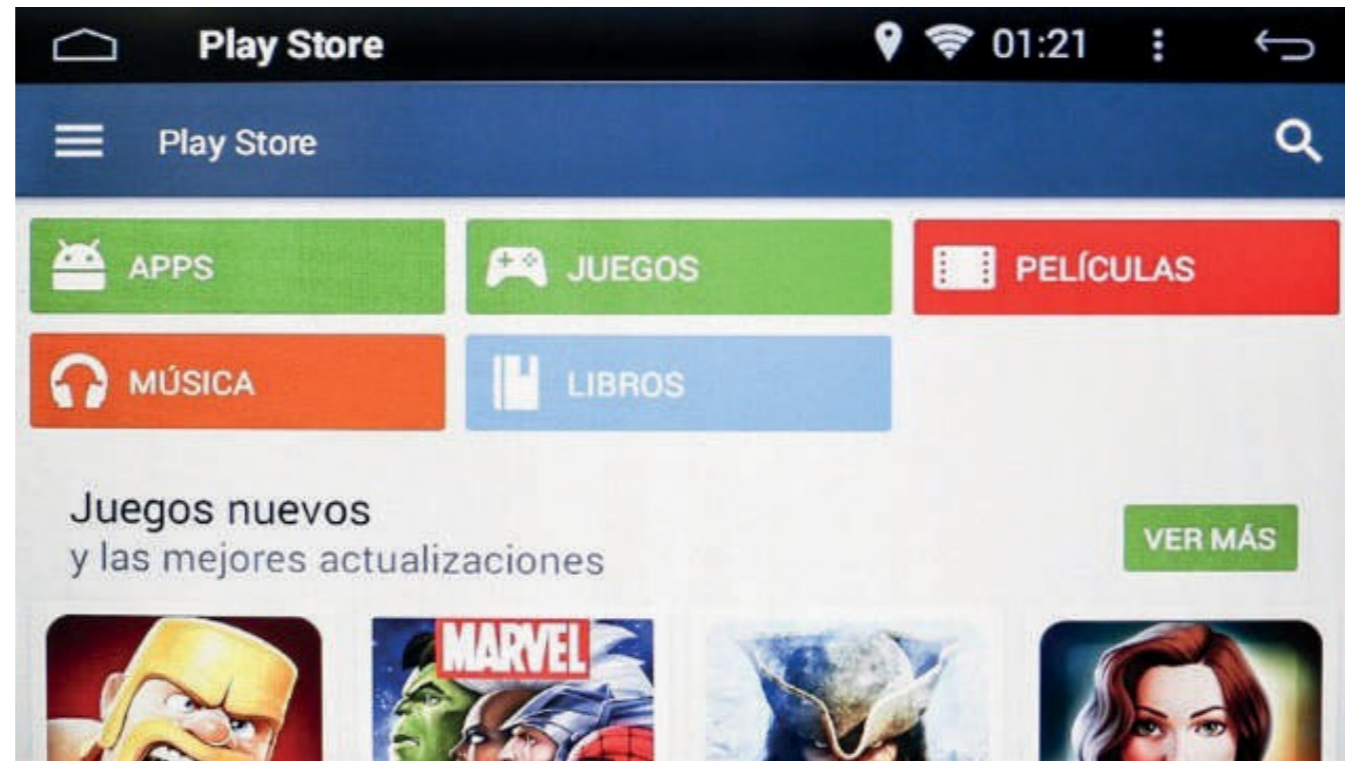 Play Store
01:21
Play Store
APPS
JUEGOS
PELÍCULAS
MÚSICA
LIBROS
Juegos nuevos
y las mejores actualizaciones
VER MÁS
MARVEL